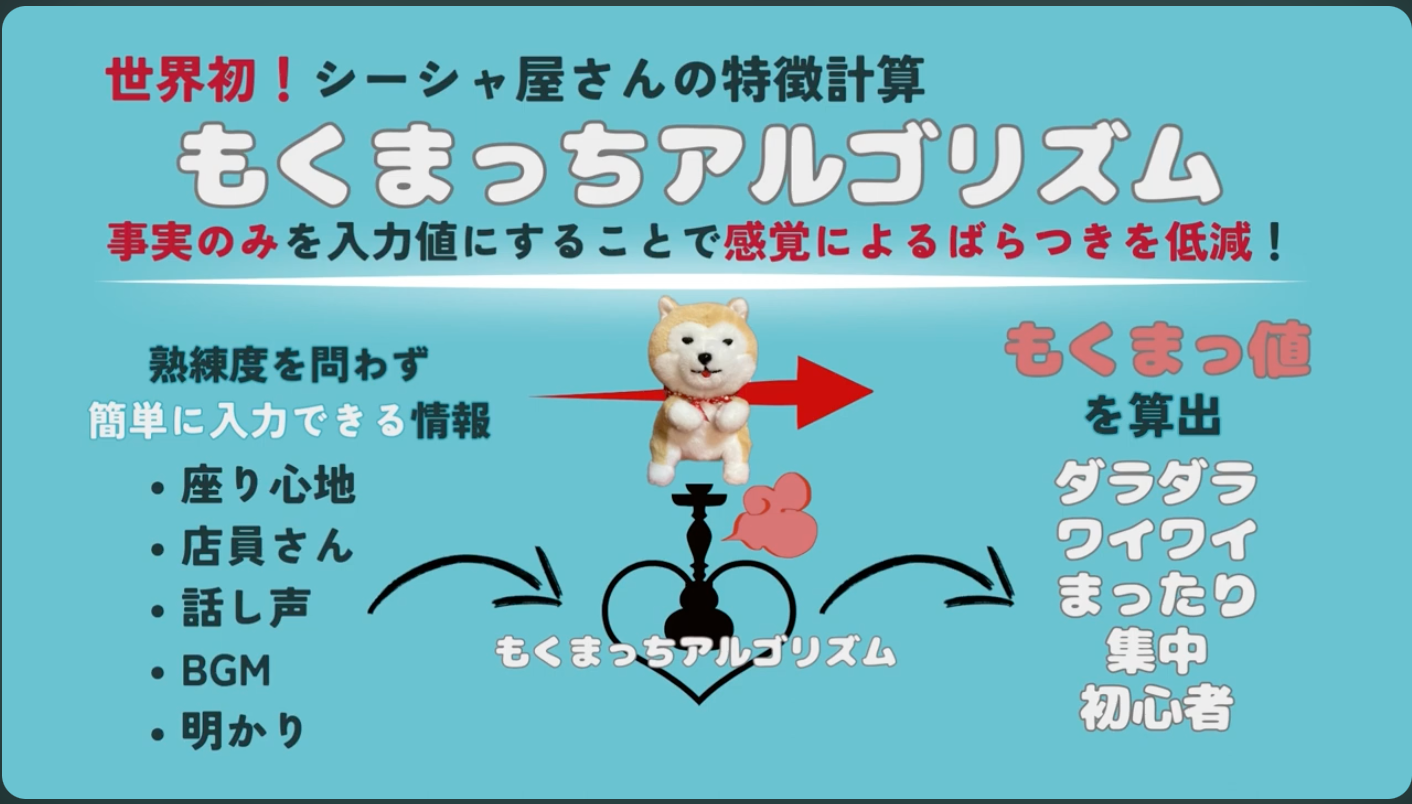 世界初！シーシャ屋さんの特徴計算
もくまっちアルゴリズム
事実のみを入力値にすることで感覚によるばらつきを低減！
熟練度を問わず
簡単に入力できる情報
• 座り心地
• 店員さん
• 話し声
• BGM
• 明かり
もくまっちアルゴリズム
もくまっ値
を算出
ダラダラ
ワイワイ
まったり
集中
初心者